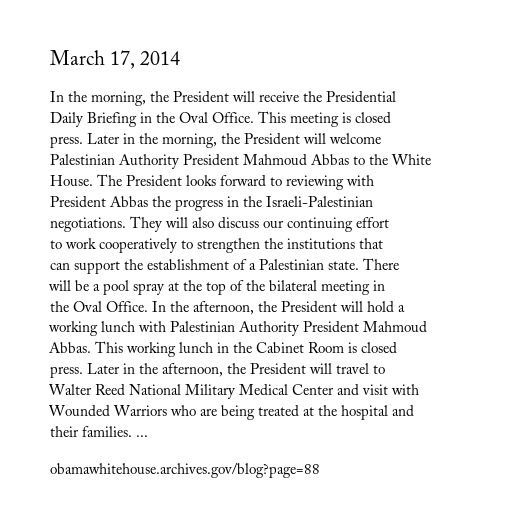 March 17, 2014
In the morning, the President will receive the Presidential
Daily Briefing in the Oval Office. This meeting is closed
press. Later in the morning, the President will welcome
Palestinian Authority President Mahmoud Abbas to the White
House. The President looks forward to reviewing with
President Abbas the progress in the Israeli-Palestinian
negotiations. They will also discuss our continuing effort
to work cooperatively to strengthen the institutions that
can support the establishment of a Palestinian state. There
will be a pool spray at the top of the bilateral meeting in
the Oval Office. In the afternoon, the President will hold a
working lunch with Palestinian Authority President Mahmoud
Abbas. This working lunch in the Cabinet Room is closed
press. Later in the afternoon, the President will travel to
Walter Reed National Military Medical Center and visit with
Wounded Warriors who are being treated at the hospital and
their families. ...
obamawhitehouse.archives.gov/blog?page=88